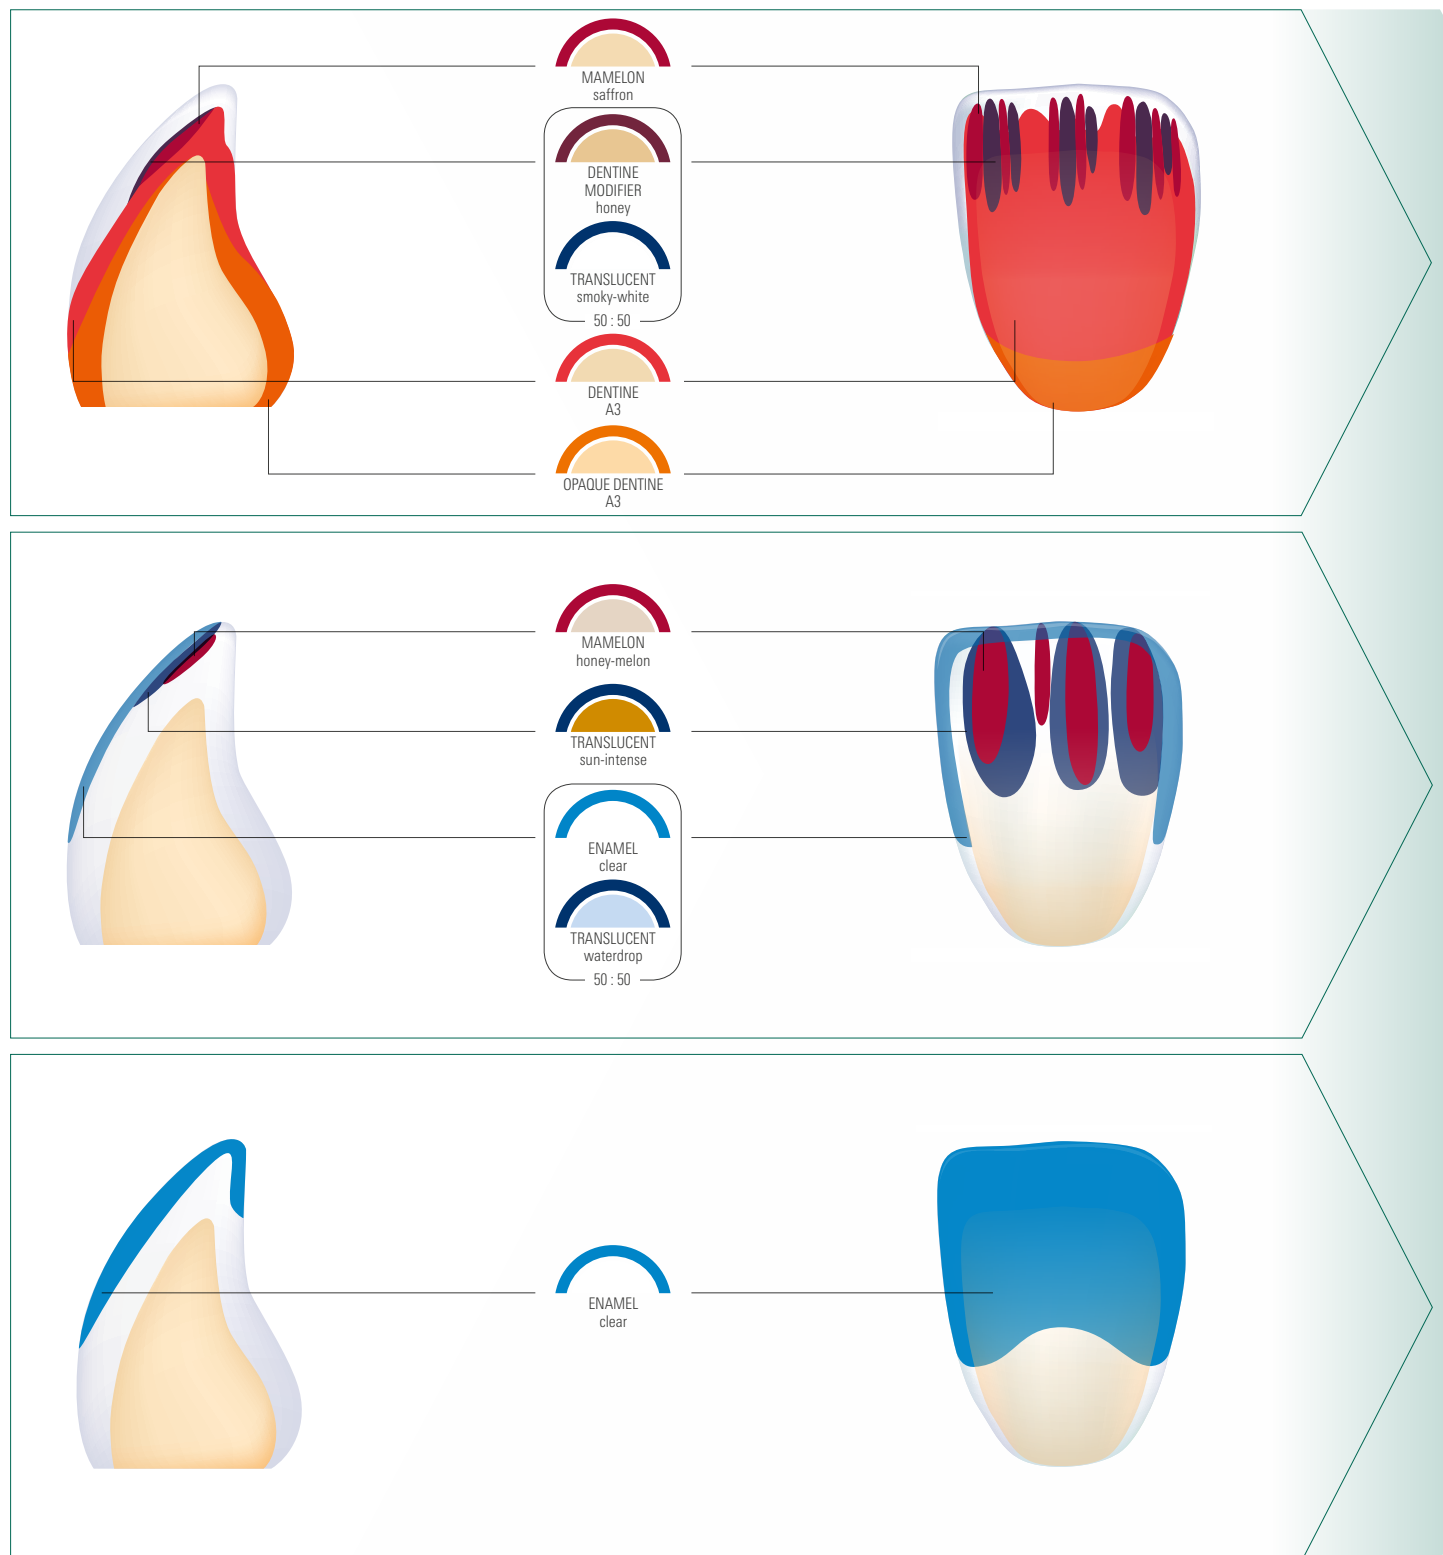 MAMELON
saffron
DENTINE
MODIFIER
honey
TRANSLUCENT
smoky-white
50 : 50
DENTINE
A3
OPAQUE DENTINE
A3
MAMELON
honey-melon
TRANSLUCENT
sun-intense
ENAMEL
clear
TRANSLUCENT
waterdrop
50 : 50
ENAMEL
clear